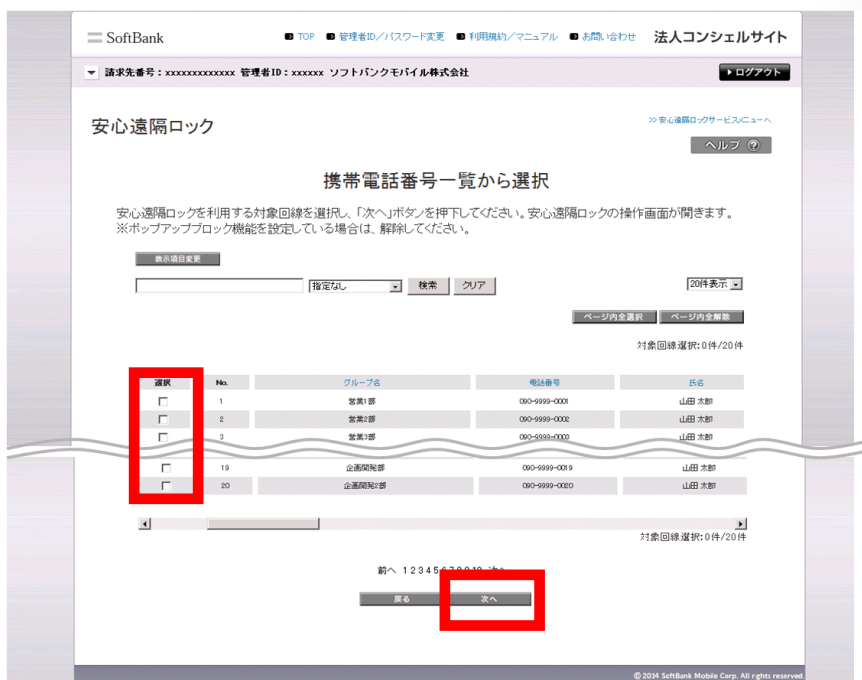 SoftBank TOP 管理者ID／パスワード変更 利用規約／マニュアル お問い合わせ 法人コンシェルサイト
請求先番号：xxxxxxxxxxxxx 管理者ID：xxxxxx ソフトバンクモバイル株式会社 ログアウト
安心遠隔ロック >> 安心遠隔ロックサービスメニューへ
ヘルプ ?
携帯電話番号一覧から選択
安心遠隔ロックを利用する対象回線を選択し、「次へ」ボタンを押下してください。安心遠隔ロックの操作画面が開きます。
※ポップアップブロック機能を設定している場合は、解除してください。
表示項目変更
指定なし 検索 クリア 20件表示
ページ内全選択 ページ内全解除
対象回線選択:0件/20件
選択 No. グループ名 電話番号 氏名
1 営業1部 090-9999-0001 山田 太郎
2 営業2部 090-9999-0002 山田 太郎
3 営業3部 090-9999-0003 山田 太郎
19 企画開発部 090-9999-0019 山田 太郎
20 企画開発2部 090-9999-0020 山田 太郎
対象回線選択:0件/20件
前へ 1 2 3 4 5 6 7 8 9 10 次へ
戻る 次へ
© 2014 SoftBank Mobile Corp. All rights reserved.